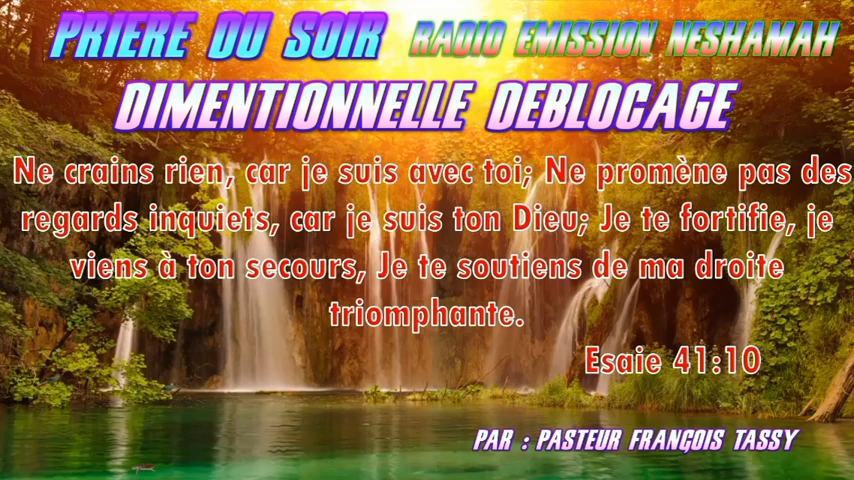 PRIERE DU SOIR RADIO EMISSION NESHAMAH
DIMENTIONNELLE DEBLOCAGE
Ne crains rien, car je suis avec toi; Ne promène pas des
regards inquiets, car je suis ton Dieu; Je te fortifie, je
viens à ton secours, Je te soutiens de ma droite
triomphante.
Esaie 41:10
PAR : PASTEUR FRANÇOIS TASSY